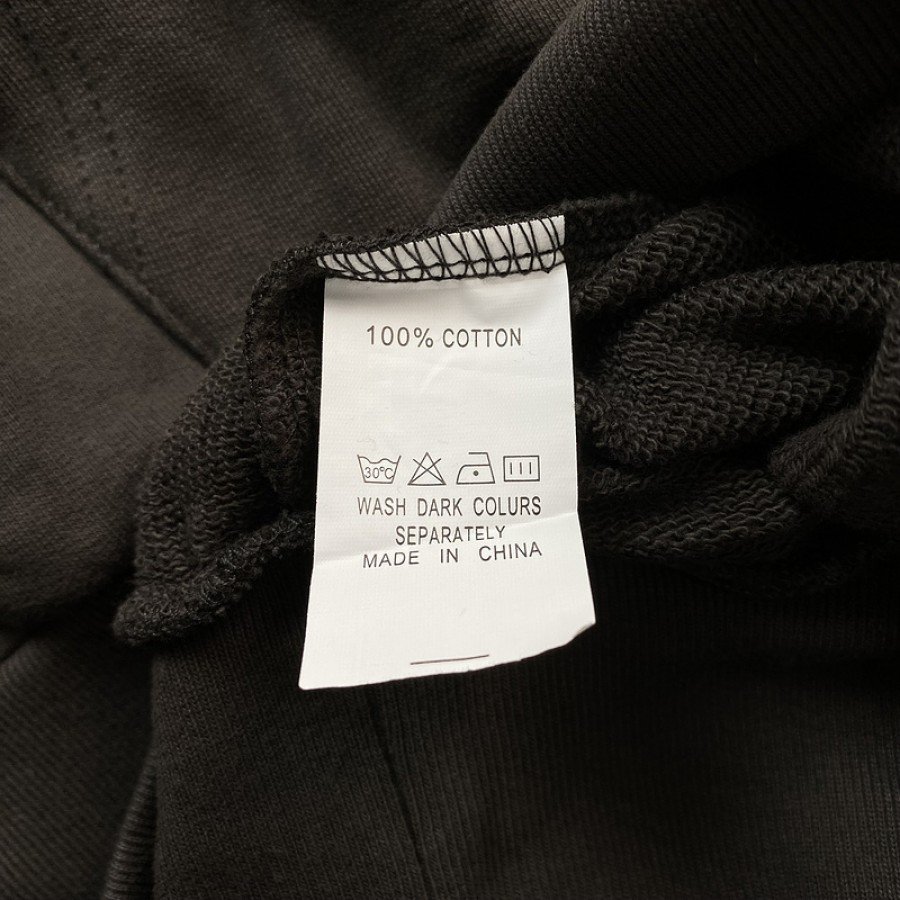 100% COTTON
30°C
WASH DARK COLURS
SEPARATELY
MADE IN CHINA